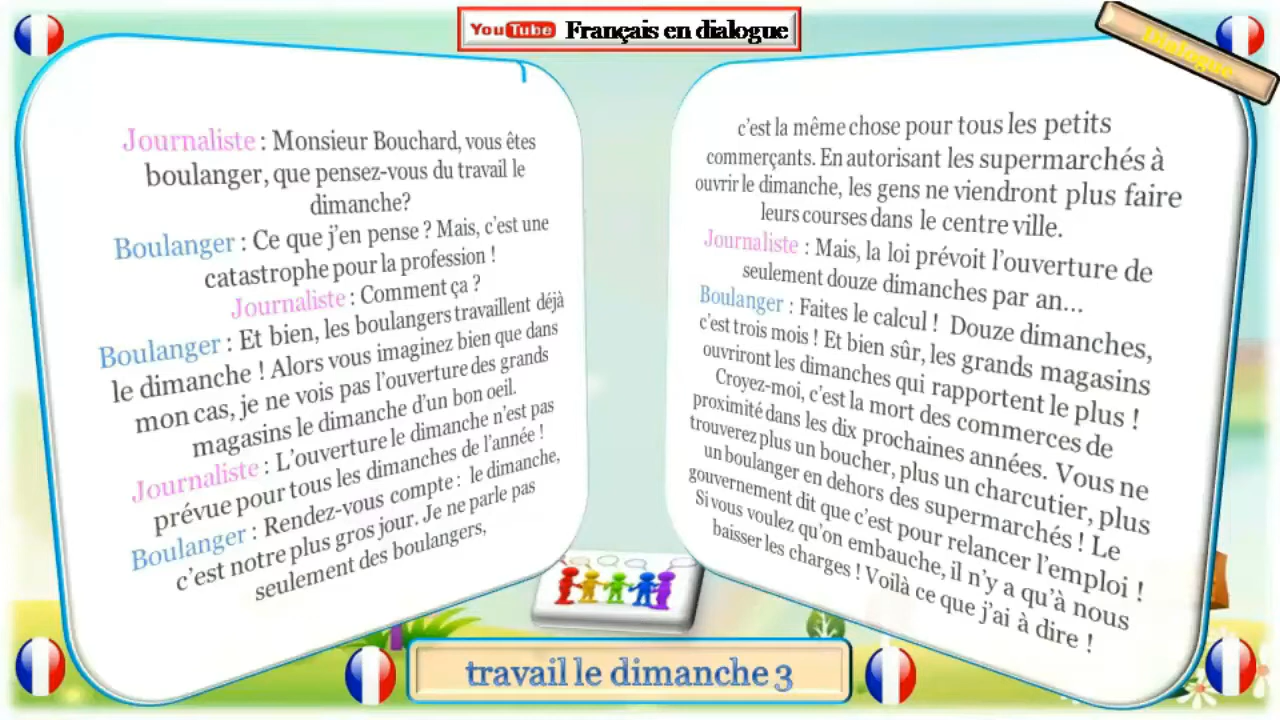 YouTube Français en dialogue
Dialogue
Journaliste : Monsieur Bouchard, vous êtes
boulanger, que pensez-vous du travail le
dimanche?
Boulanger : Ce que j'en pense ? Mais, c'est une
catastrophe pour la profession !
Journaliste : Comment ça ?
Boulanger : Et bien, les boulangers travaillent déjà
le dimanche ! Alors vous imaginez bien que dans
mon cas, je ne vois pas l'ouverture des grands
magasins le dimanche d'un bon oeil.
Journaliste : L'ouverture le dimanche n'est pas
prévue pour tous les dimanches de l'année !
Boulanger : Rendez-vous compte : le dimanche,
c'est notre plus gros jour. Je ne parle pas
seulement des boulangers,
c'est la même chose pour tous les petits
commerçants. En autorisant les supermarchés à
ouvrir le dimanche, les gens ne viendront plus faire
leurs courses dans le centre ville.
Journaliste : Mais, la loi prévoit l'ouverture de
seulement douze dimanches par an...
Boulanger : Faites le calcul ! Douze dimanches,
c'est trois mois ! Et bien sûr, les grands magasins
ouvriront les dimanches qui rapportent le plus !
Croyez-moi, c'est la mort des commerces de
proximité dans les dix prochaines années. Vous ne
trouverez plus un boucher, plus un charcutier, plus
un boulanger en dehors des supermarchés ! Le
gouvernement dit que c'est pour relancer l'emploi !
Si vous voulez qu'on embauche, il n'y a qu'à nous
baisser les charges ! Voilà ce que j'ai à dire !
travail le dimanche 3